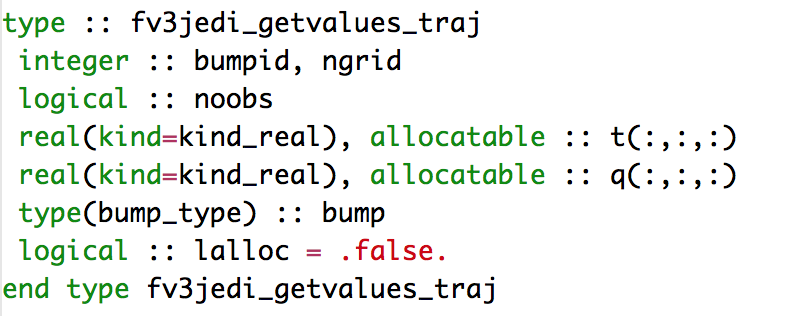 type :: fv3jedi_getvalues_traj
integer :: bumpid, ngrid
logical :: noobs
real(kind=kind_real), allocatable :: t(:,:,:)
real(kind=kind_real), allocatable :: q(:,:,:)
type(bump_type) :: bump
logical :: lalloc = .false.
end type fv3jedi_getvalues_traj